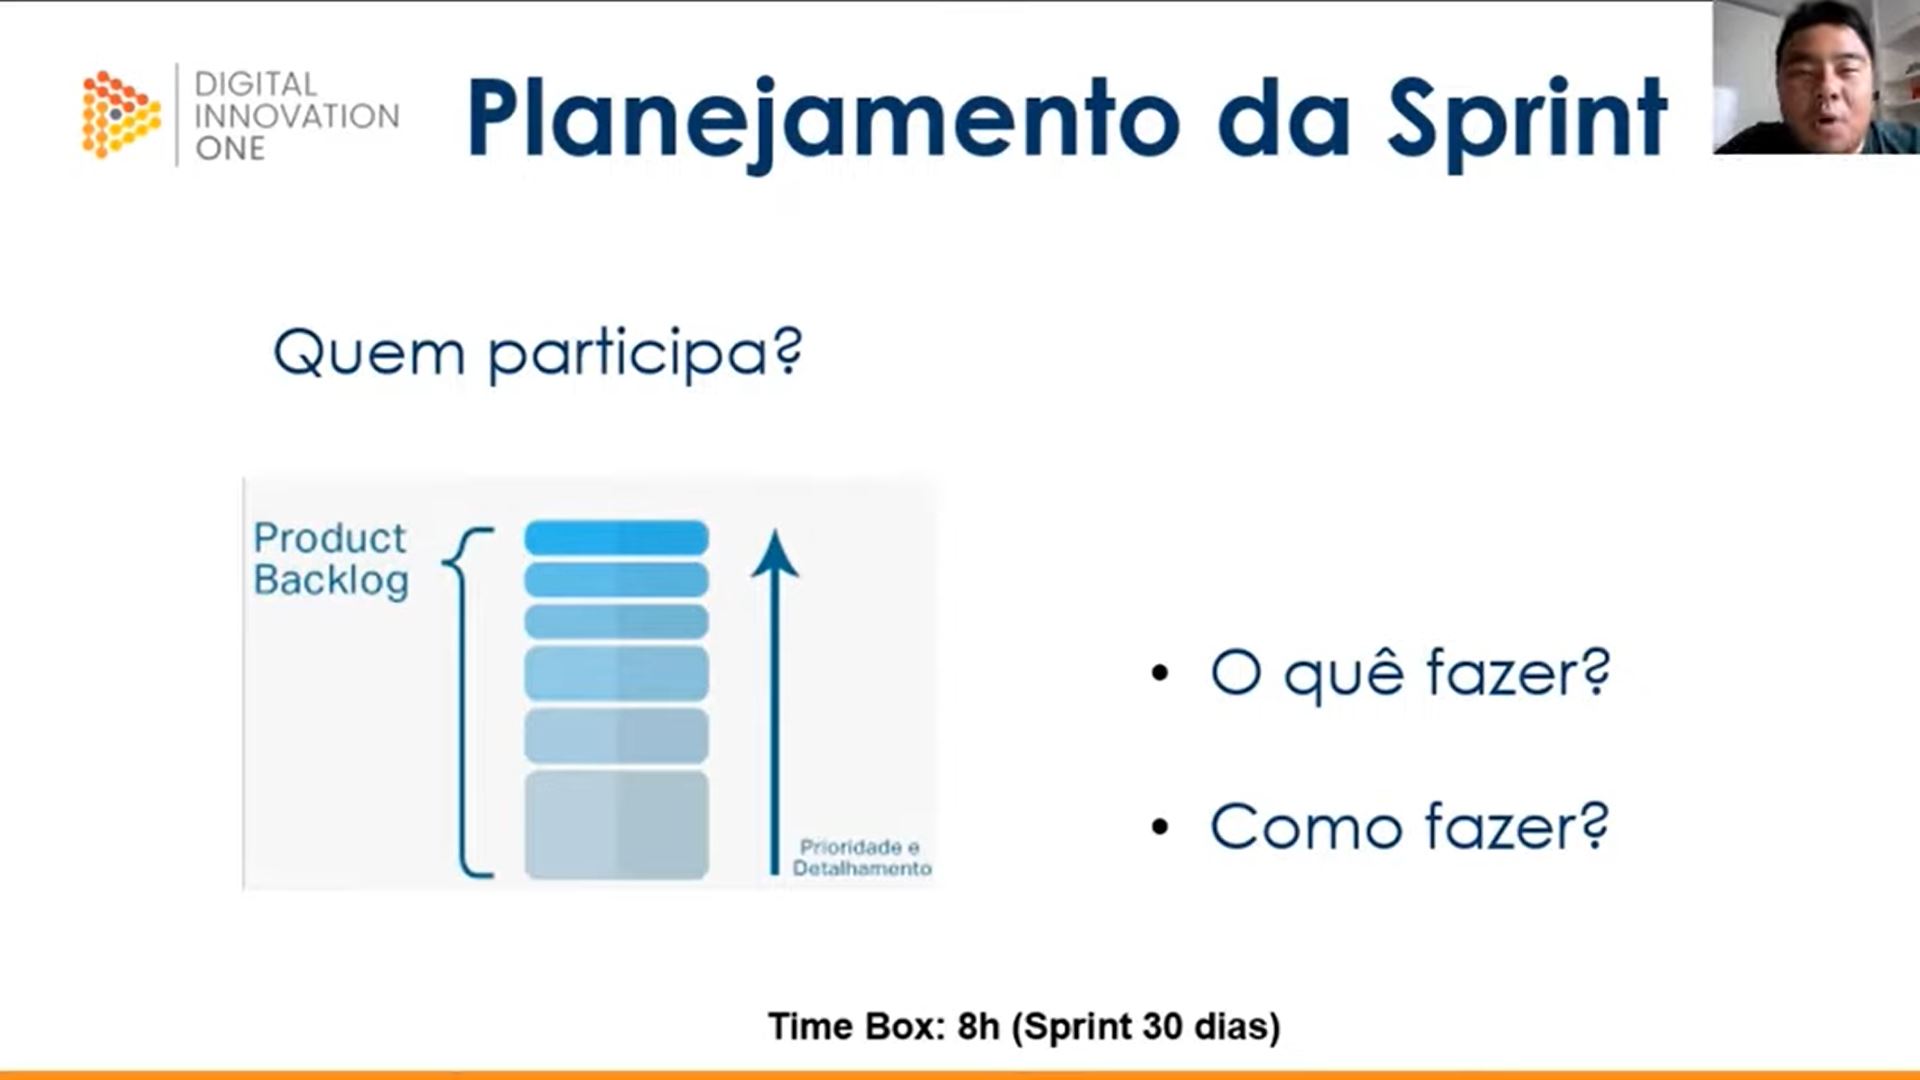 DIGITAL
INNOVATION
ONE
Planejamento da Sprint
Quem participa?
Product
Backlog
Prioridade e
Detalhamento
• O quê fazer?
• Como fazer?
Time Box: 8h (Sprint 30 dias)